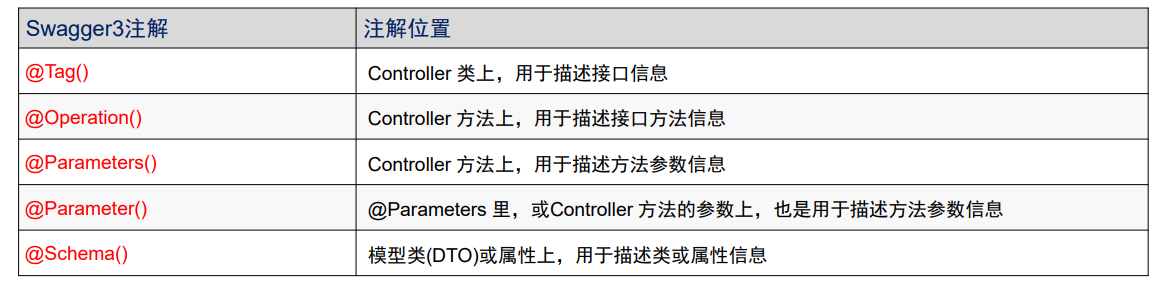 Swagger3注解 注解位置
@Tag() Controller 类上，用于描述接口信息
@Operation() Controller 方法上，用于描述接口方法信息
@Parameters() Controller 方法上，用于描述方法参数信息
@Parameter() @Parameters 里，或Controller 方法的参数上，也是用于描述方法参数信息
@Schema() 模型类(DTO)或属性上，用于描述类或属性信息